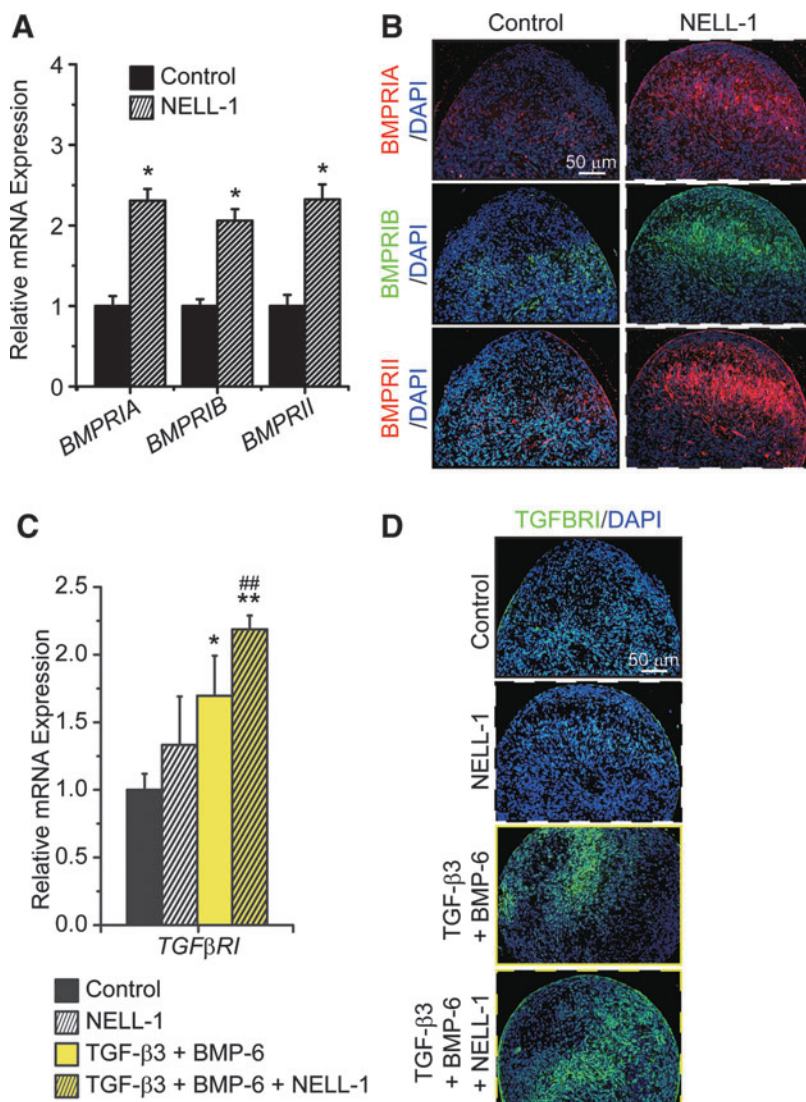 A
Control
NELL-1
Relative mRNA Expression
4
3
2
1
0
*
*
*
BMPRIA
BMPRIB
BMPRII
B
Control
NELL-1
BMPRIA
/DAPI
50 μm
BMPRIB
/DAPI
BMPRII
/DAPI
C
Relative mRNA Expression
2.5
2.0
1.5
1.0
0.5
0.0
*
##
**
TGFβRI
Control
NELL-1
TGF-β3 + BMP-6
TGF-β3 + BMP-6 + NELL-1
D
TGFBRI/DAPI
Control
50 μm
NELL-1
TGF-β3
+ BMP-6
TGF-β3
+ BMP-6
+ NELL-1